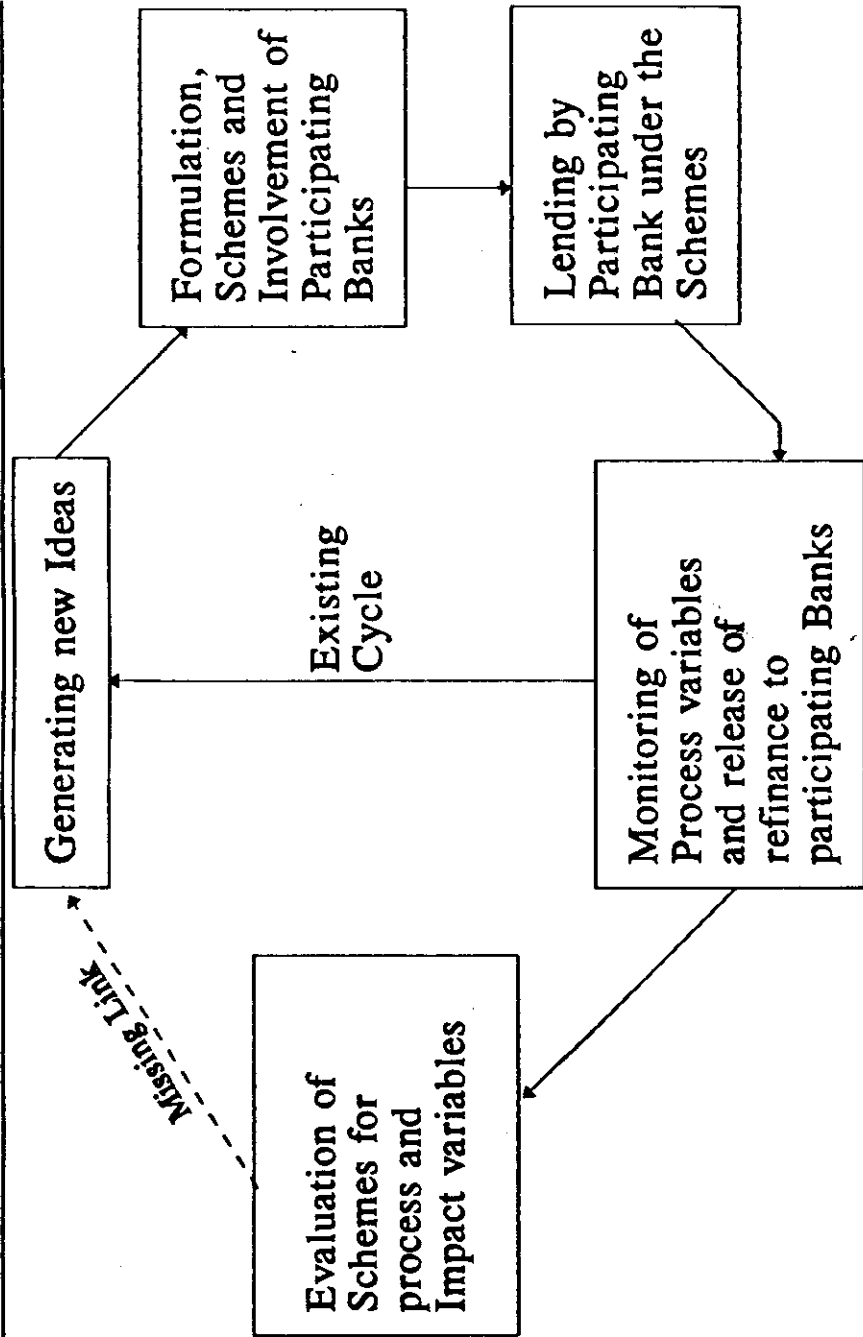 Generating new Ideas
Formulation,
Schemes and
Involvement of
Participating
Banks
Lending by
Participating
Bank under the
Schemes
Monitoring of
Process variables
and release of
refinance to
participating Banks
Evaluation of
Schemes for
process and
Impact variables
Missing Link
Existing
Cycle